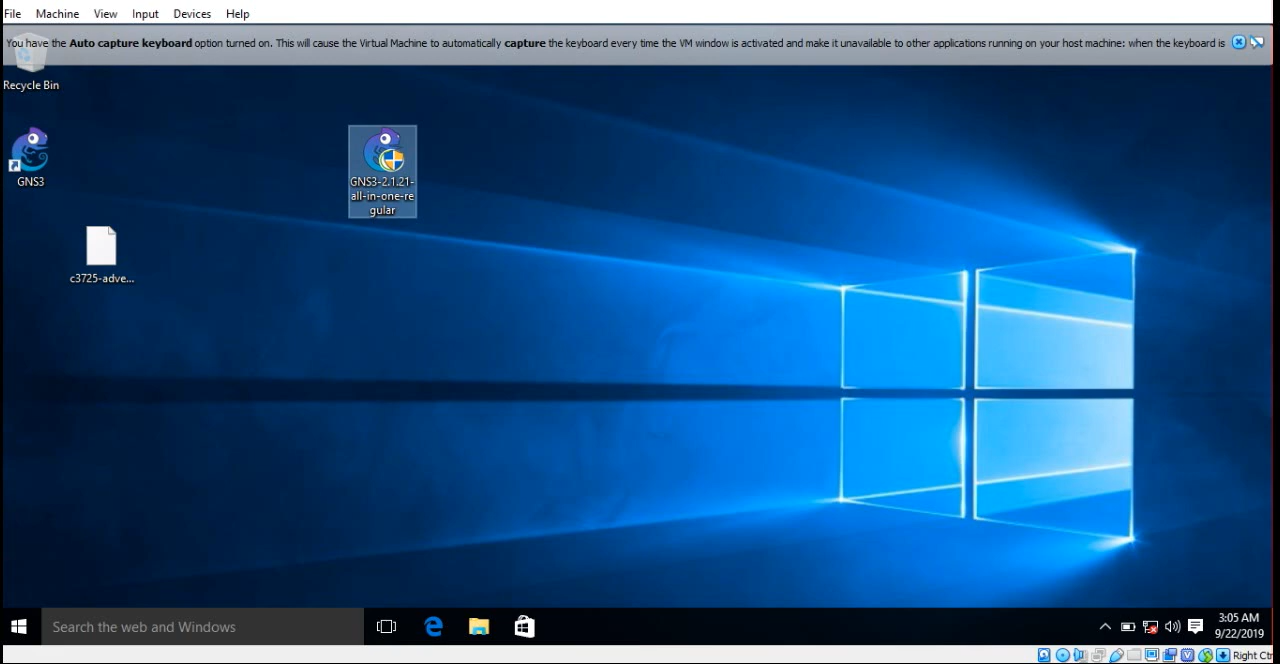 File Machine View Input Devices Help
You have the Auto capture keyboard option turned on. This will cause the Virtual Machine to automatically capture the keyboard every time the VM window is activated and make it unavailable to other applications running on your host machine: when the keyboard is
Recycle Bin
GNS3
GNS3-2.1.21-
all-in-one-re
gular
c3725-adve...
Search the web and Windows
3:05 AM
9/22/2019
Right Ctr